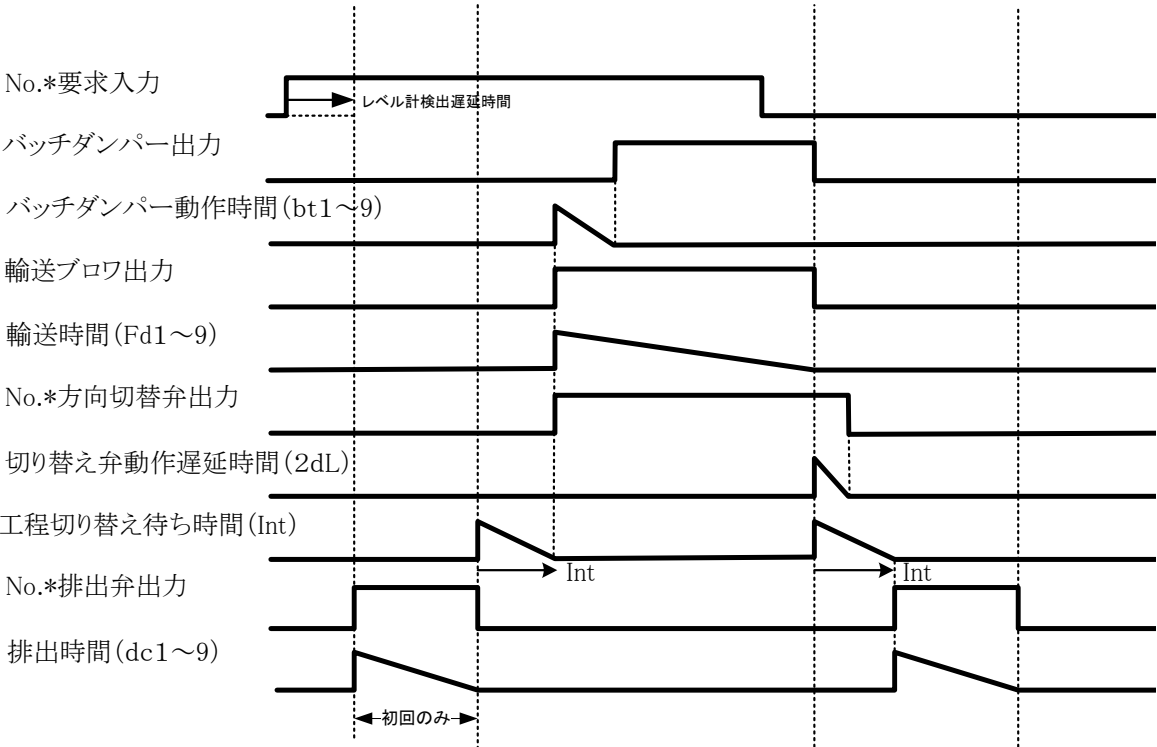 No.*要求入力
レベル計検出遅延時間
バッチダンパー出力
バッチダンパー動作時間(bt1～9)
輸送ブロワ出力
輸送時間(Fd1～9)
No.*方向切替弁出力
切り替え弁動作遅延時間(2dL)
工程切り替え待ち時間(Int)
Int
Int
No.*排出弁出力
排出時間(dc1～9)
初回のみ